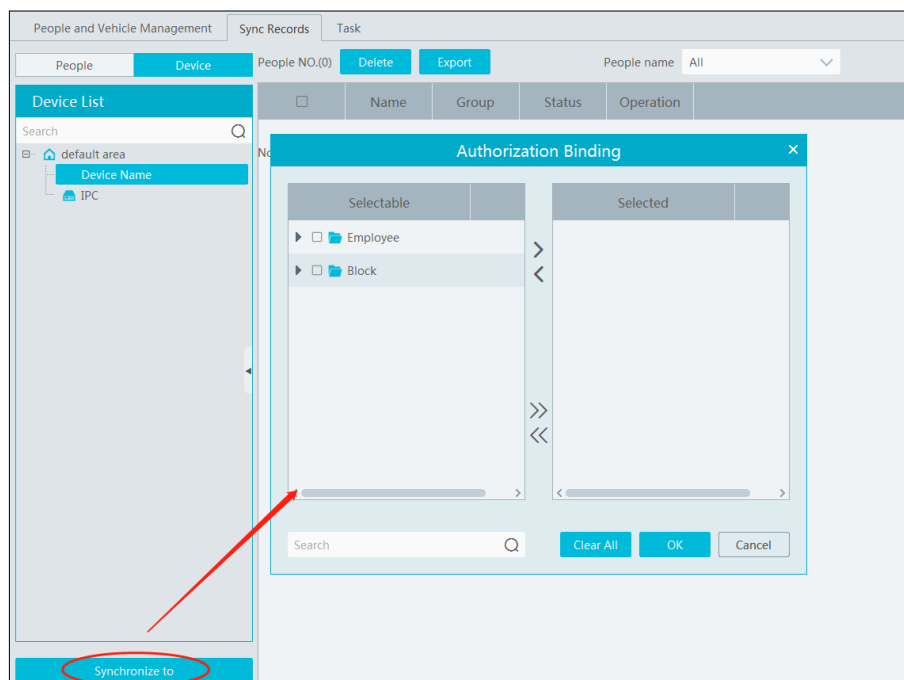 People and Vehicle Management Sync Records Task
People Device People NO.(0) Delete Export People name All
Device List Name Group Status Operation
Search
default area
Device Name
IPC
Authorization Binding
Selectable Selected
Employee
Block
Search Clear All OK Cancel
Synchronize to